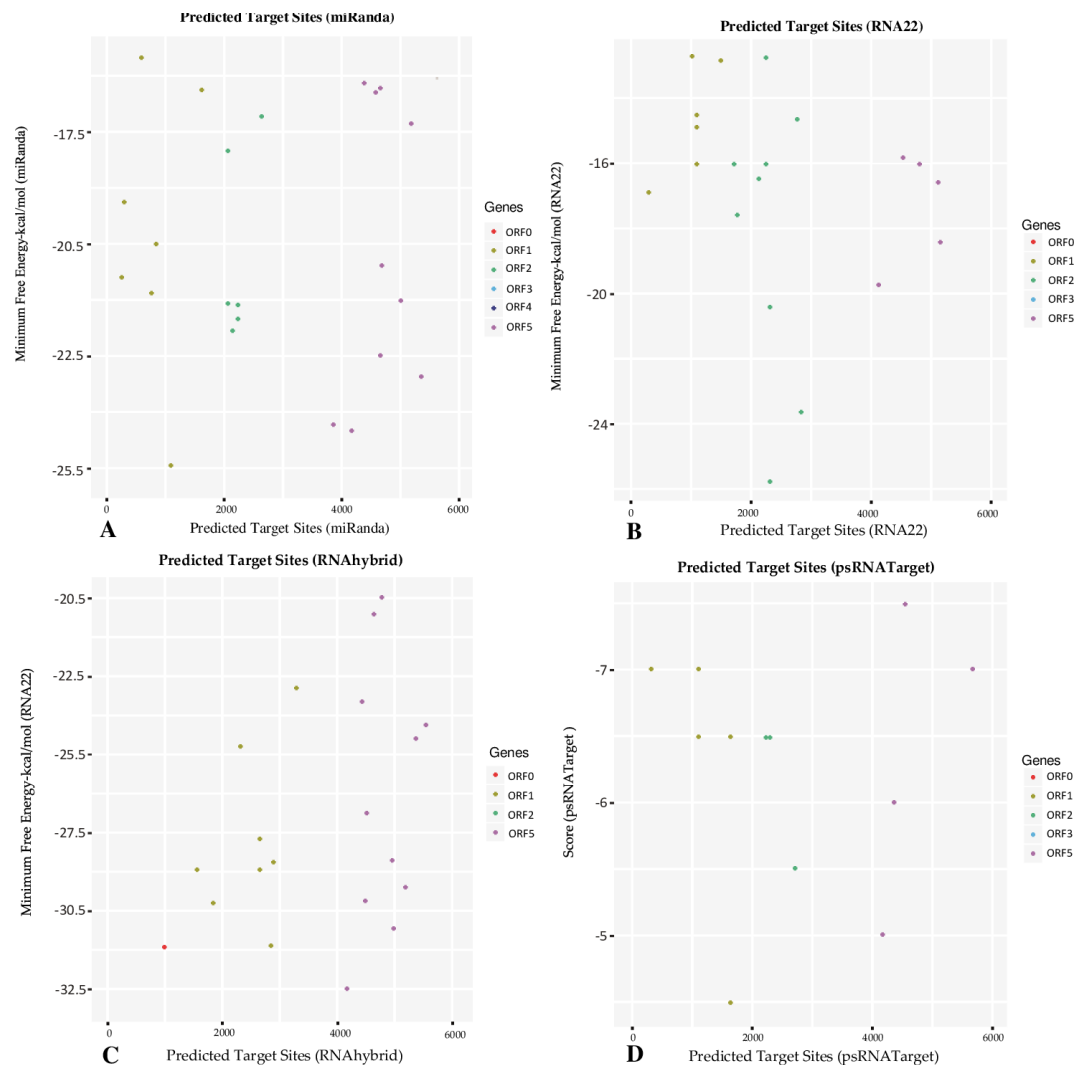 Predicted Target Sites (miRanda)
Minimum Free Energy-kcal/mol (miRanda)
-17.5
-20.5
-22.5
-25.5
0
2000
4000
6000
A
Predicted Target Sites (miRanda)
Genes
ORF0
ORF1
ORF2
ORF3
ORF4
ORF5
Predicted Target Sites (RNA22)
Minimum Free Energy-kcal/mol (RNA22)
-16
-20
-24
0
2000
4000
6000
B
Predicted Target Sites (RNA22)
Genes
ORF0
ORF1
ORF2
ORF3
ORF5
Predicted Target Sites (RNAhybrid)
Minimum Free Energy-kcal/mol (RNA22)
-20.5
-22.5
-25.5
-27.5
-30.5
-32.5
0
2000
4000
6000
C
Predicted Target Sites (RNAhybrid)
Genes
ORF0
ORF1
ORF2
ORF5
Predicted Target Sites (psRNATarget)
Score (psRNATarget )
-7
-6
-5
0
2000
4000
6000
D
Predicted Target Sites (psRNATarget)
Genes
ORF0
ORF1
ORF2
ORF3
ORF5